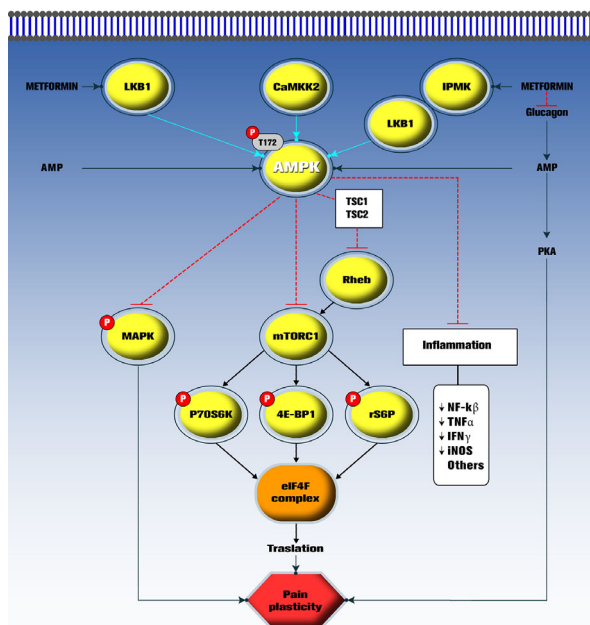 METFORMIN
LKB1
CaMKK2
IPMK
METFORMIN
LKB1
Glucagon
P
T172
AMP
AMPK
AMP
TSC1
TSC2
PKA
Rheb
P
MAPK
mTORC1
Inflammation
P
P70S6K
P
4E-BP1
P
rS6P
↓ NF-kβ
↓ TNFα
↓ IFNγ
↓ iNOS
Others
eIF4F
complex
Traslation
Pain
plasticity